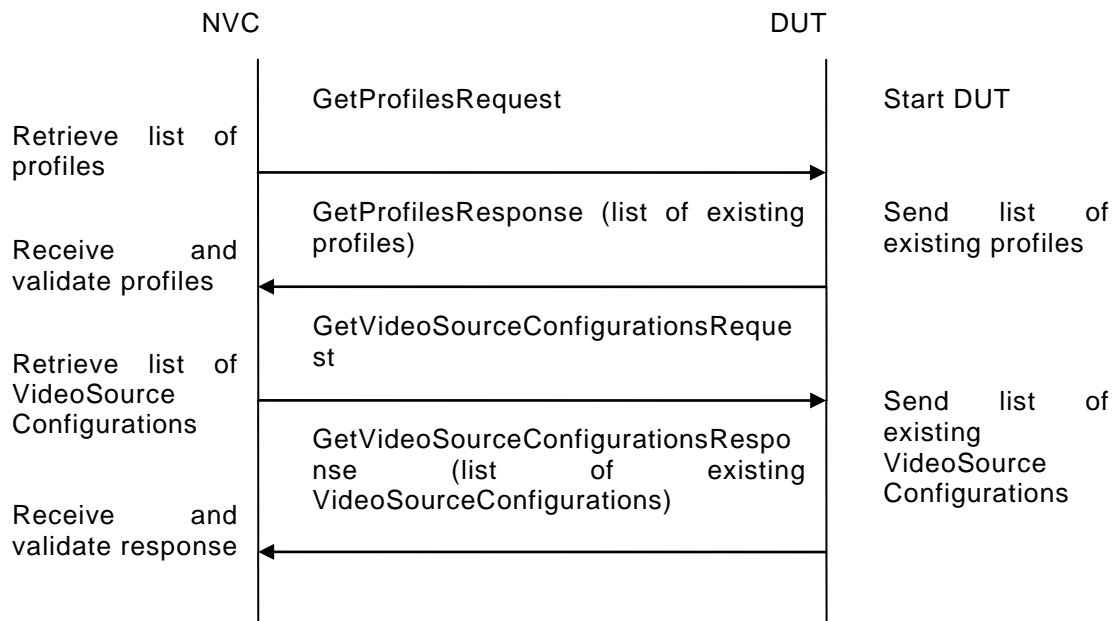 NVC
DUT
GetProfilesRequest
Start DUT
Retrieve list of
profiles
GetProfilesResponse (list of existing
profiles)
Send list of
existing profiles
Receive and
validate profiles
GetVideoSourceConfigurationsReque
st
Retrieve list of
VideoSource
Configurations
Send list of
existing
VideoSource
Configurations
GetVideoSourceConfigurationsRespo
nse (list of existing
VideoSourceConfigurations)
Receive and
validate response